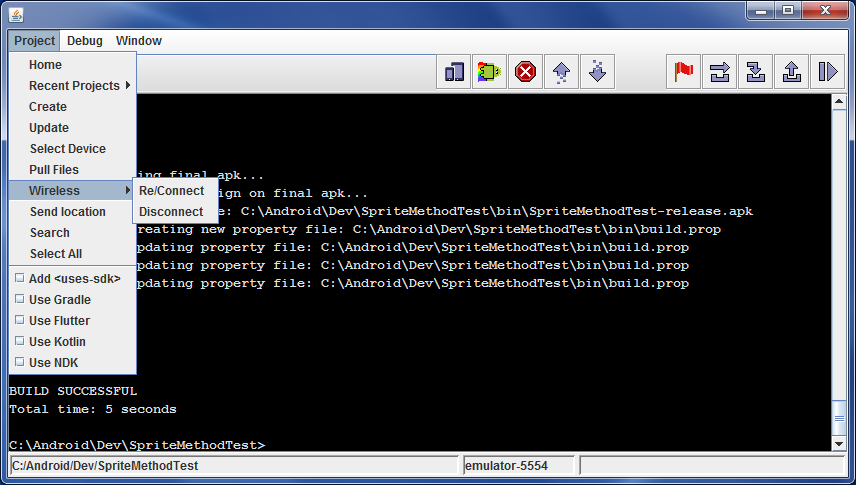 Project Debug Window
Home
Recent Projects
Create
Update
Select Device
Pull Files
Wireless
Re/Connect
Disconnect
Send location
Search
Select All
Add <uses-sdk>
Use Gradle
Use Flutter
Use Kotlin
Use NDK
ing final apk...
ign on final apk...
e: C:\Android\Dev\SpriteMethodTest\bin\SpriteMethodTest-release.apk
reating new property file: C:\Android\Dev\SpriteMethodTest\bin\build.prop
pdating property file: C:\Android\Dev\SpriteMethodTest\bin\build.prop
pdating property file: C:\Android\Dev\SpriteMethodTest\bin\build.prop
pdating property file: C:\Android\Dev\SpriteMethodTest\bin\build.prop
BUILD SUCCESSFUL
Total time: 5 seconds
C:\Android\Dev\SpriteMethodTest>
C:/Android/Dev/SpriteMethodTest emulator-5554